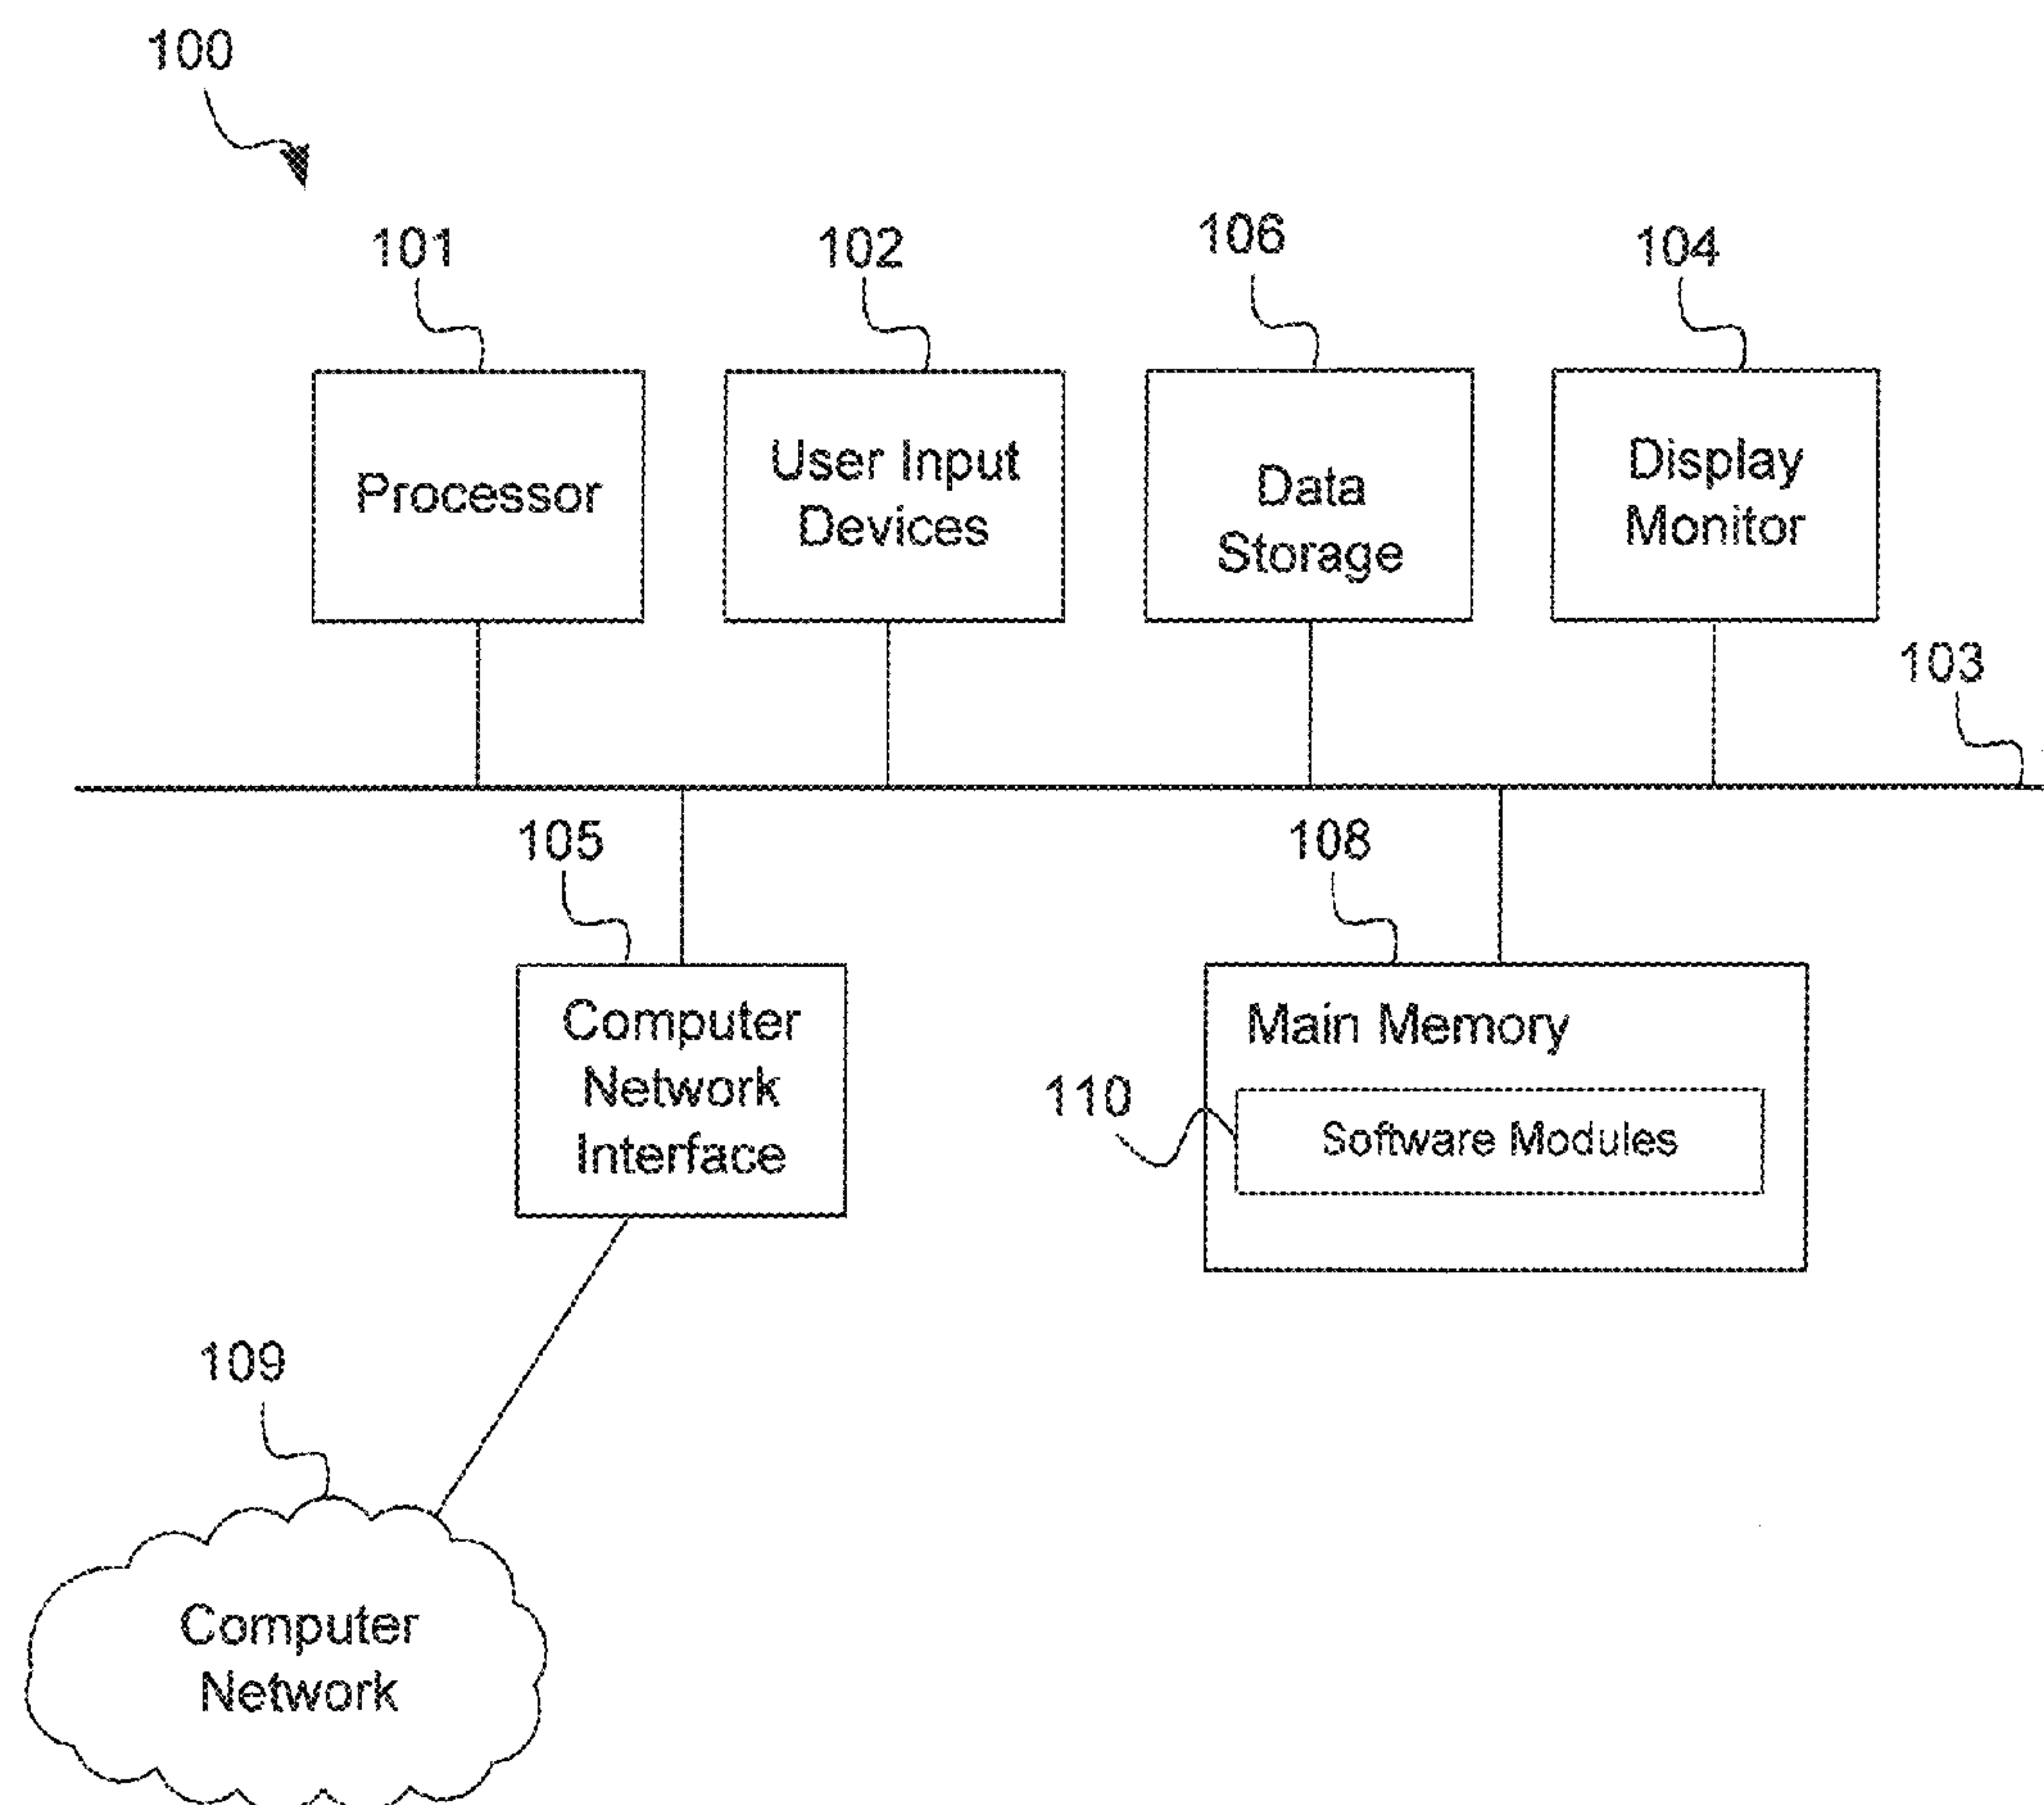 100
101
102
106
104
Processor
User Input
Devices
Data
Storage
Display
Monitor
103
105
108
Computer
Network
Interface
Main Memory
110
Software Modules
109
Computer
Network